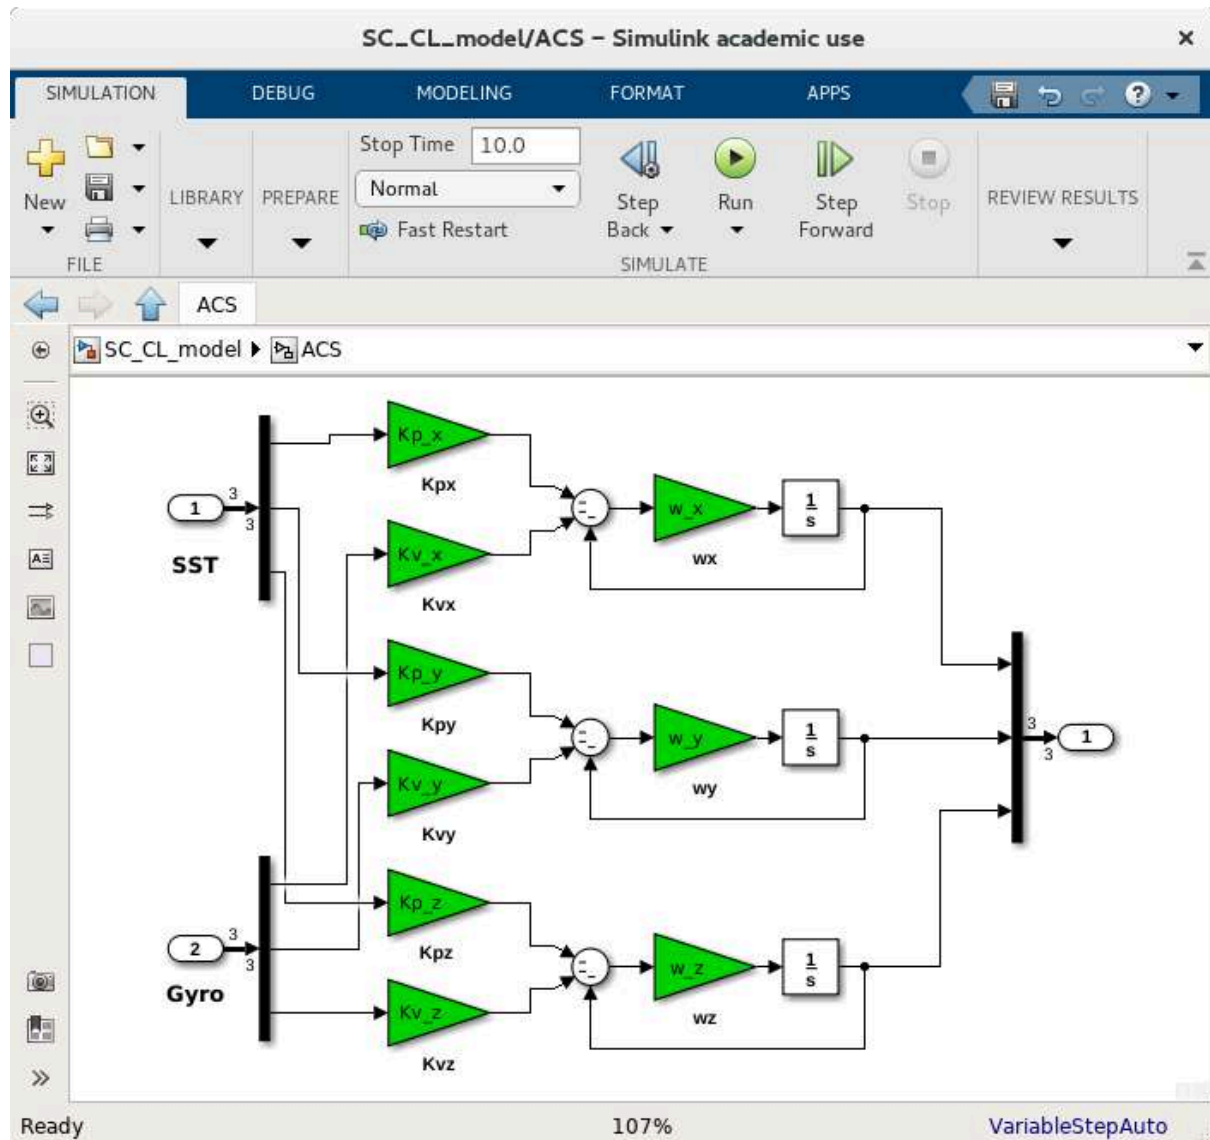 SC_CL_model/ACS - Simulink academic use
SIMULATION DEBUG MODELING FORMAT APPS
New
FILE
LIBRARY
PREPARE
Stop Time 10.0
Normal
Fast Restart
Step Back
Run
Step Forward
Stop
SIMULATE
REVIEW RESULTS
ACS
SC_CL_model ACS
1
3
3
SST
Kp_x
Kpx
Kv_x
Kvx
w_x
wx
1
s
Kp_y
Kpy
Kv_y
Kvy
w_y
wy
1
s
3
3
1
2
3
3
Gyro
Kp_z
Kpz
Kv_z
Kvz
w_z
wz
1
s
Ready 107% VariableStepAuto